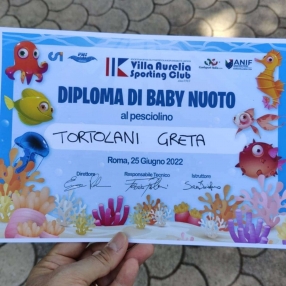 Villa Aurelia
Sporting Club
ANIF
DIPLOMA DI BABY NUOTO
al pesciolino
TORTOLANI GRETA
Roma, 25 Giugno 2022
Direttore
Responsabile Tecnico
Istruttore